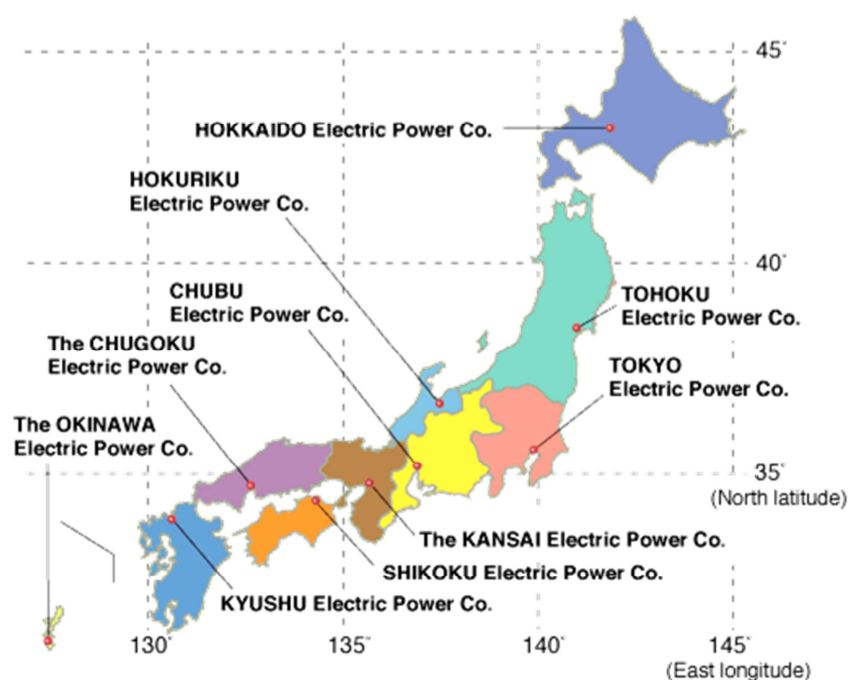 45°
HOKKAIDO Electric Power Co.
HOKURIKU
Electric Power Co.
40°
CHUBU
Electric Power Co.
TOHOKU
Electric Power Co.
The CHUGOKU
Electric Power Co.
TOKYO
Electric Power Co.
The OKINAWA
Electric Power Co.
35°
(North latitude)
The KANSAI Electric Power Co.
SHIKOKU Electric Power Co.
KYUSHU Electric Power Co.
130°
135°
140°
145°
(East longitude)